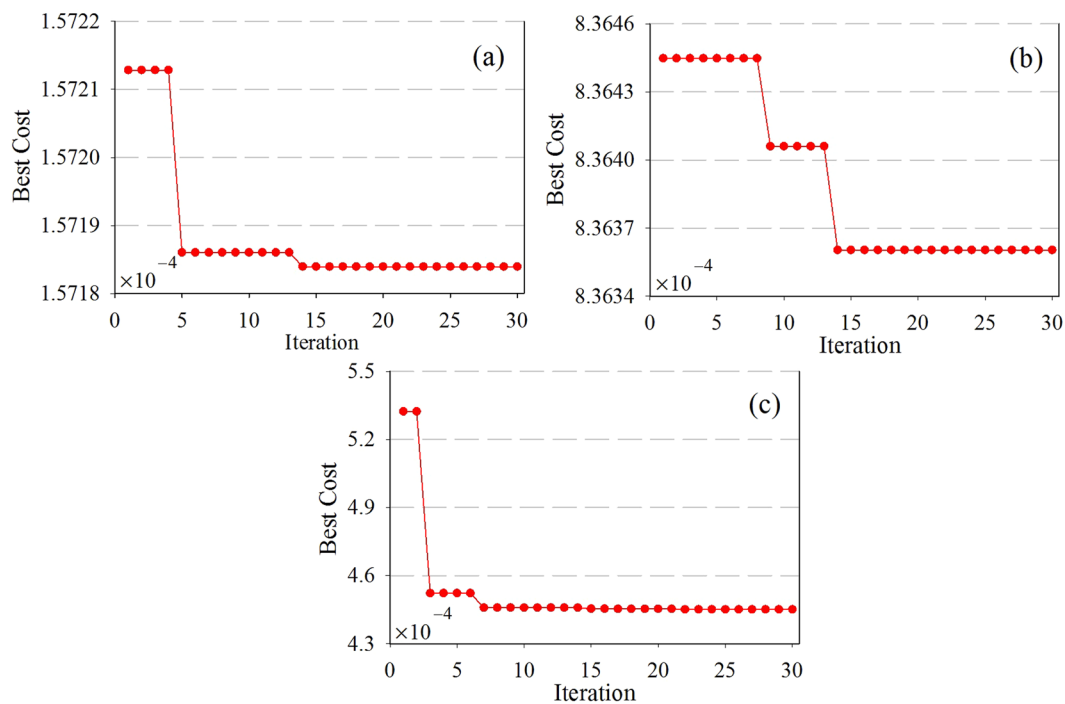 1.5722
1.5721
1.5720
1.5719
1.5718
Best Cost
(a)
×10 −4
0 5 10 15 20 25 30
Iteration
8.3646
8.3643
8.3640
8.3637
8.3634
Best Cost
(b)
×10 −4
0 5 10 15 20 25 30
Iteration
5.5
5.2
4.9
4.6
4.3
Best Cost
(c)
×10 −4
0 5 10 15 20 25 30
Iteration